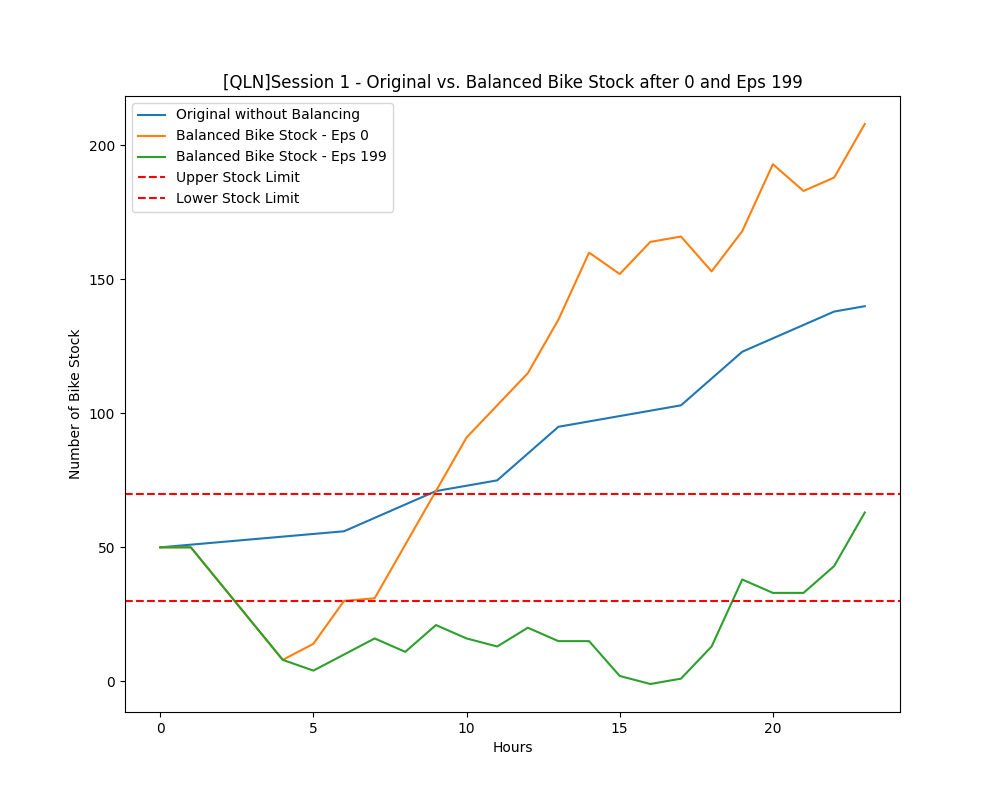 [QLN]Session 1 - Original vs. Balanced Bike Stock after 0 and Eps 199
Original without Balancing
Balanced Bike Stock - Eps 0
Balanced Bike Stock - Eps 199
Upper Stock Limit
Lower Stock Limit
200
150
100
50
0
Number of Bike Stock
0 5 10 15 20
Hours